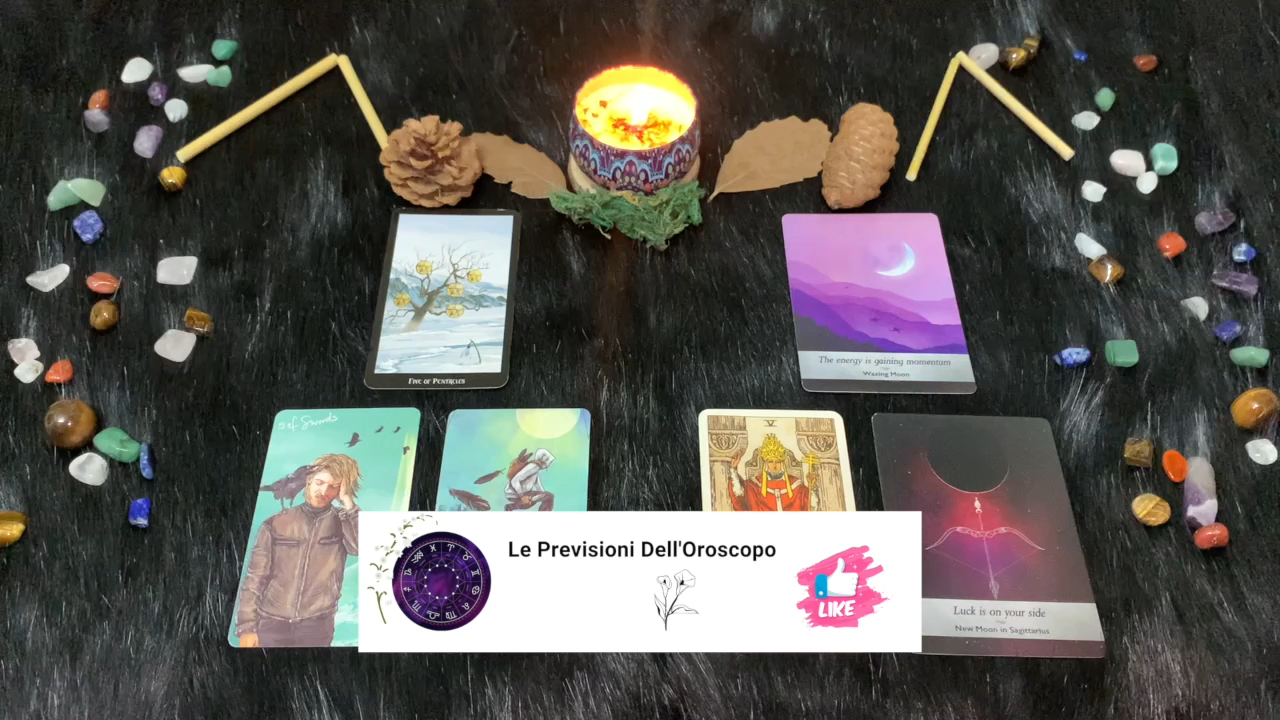 Five of Pentacles
The energy is gaining momentum
Waxing Moon
5 of Swords
V
Le Previsioni Dell'Oroscopo
LIKE
Luck is on your side
New Moon in Sagittarius